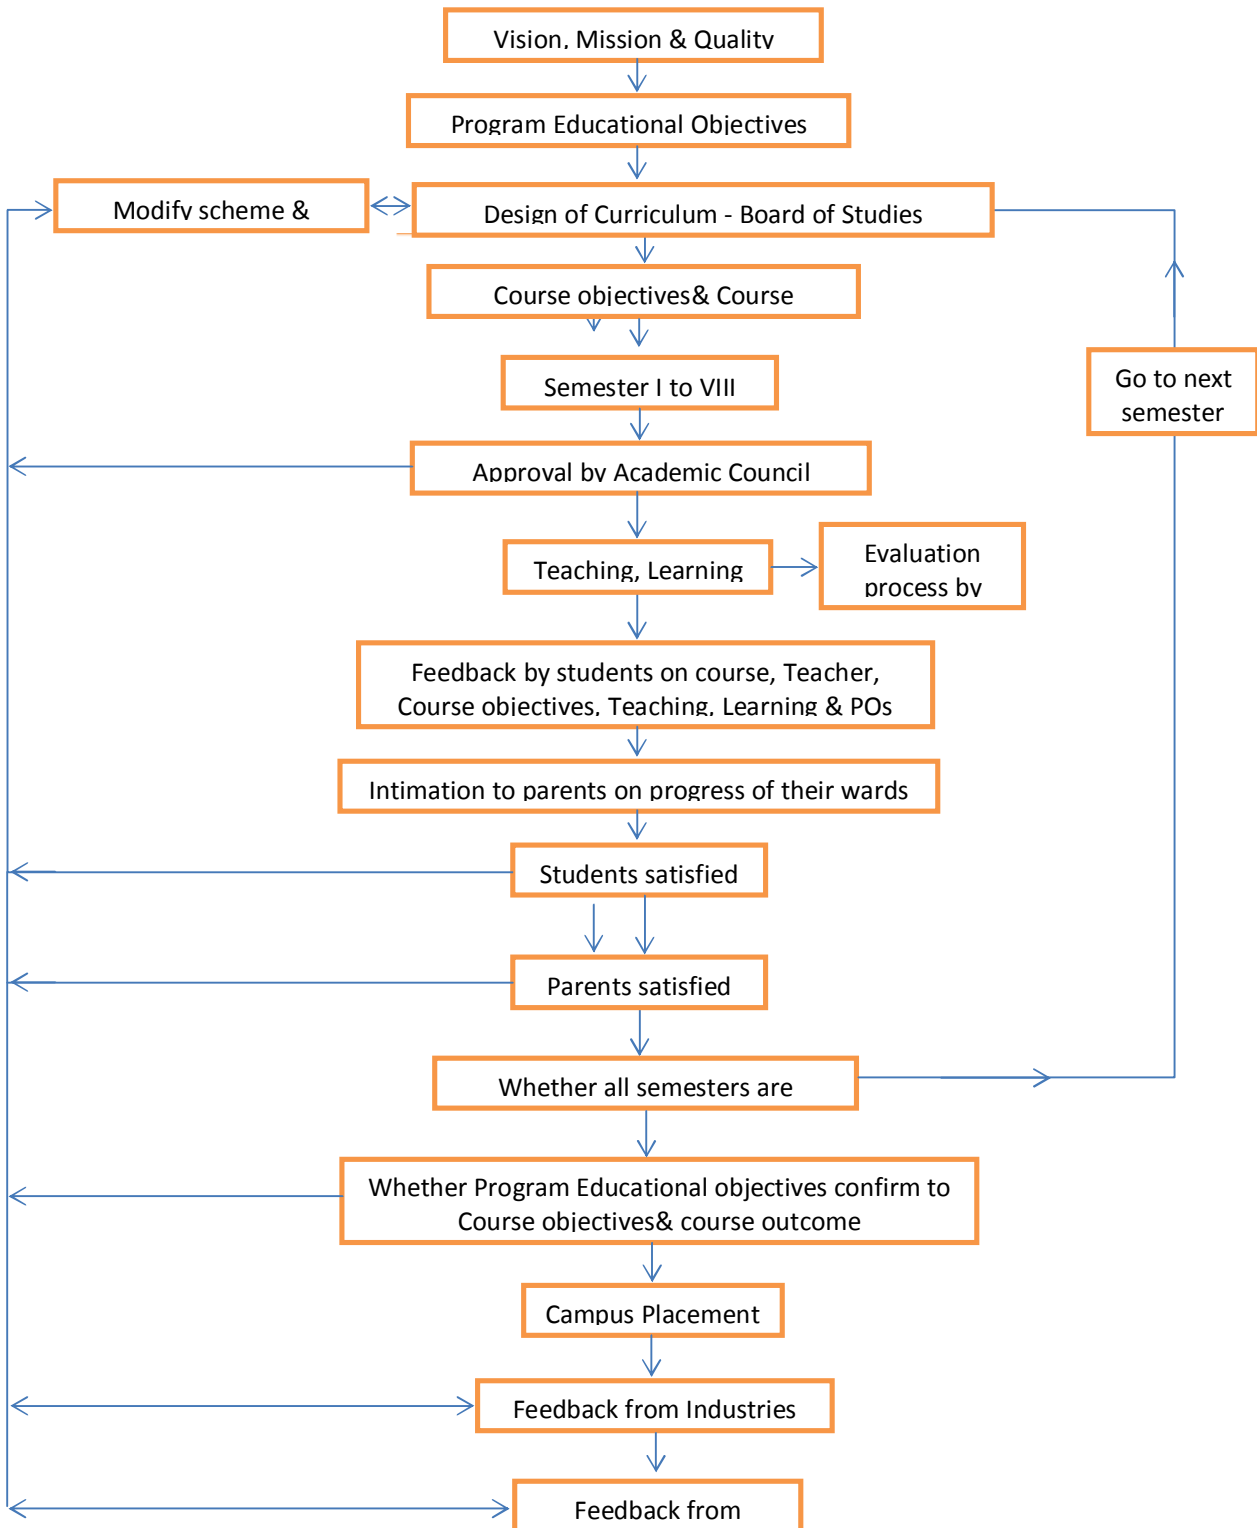 Vision, Mission & Quality
Program Educational Objectives
Modify scheme &
Design of Curriculum - Board of Studies
Course objectives& Course
Semester I to VIII
Go to next
semester
Approval by Academic Council
Teaching, Learning
Evaluation
process by
Feedback by students on course, Teacher,
Course objectives, Teaching, Learning & POs
Intimation to parents on progress of their wards
Students satisfied
Parents satisfied
Whether all semesters are
Whether Program Educational objectives confirm to
Course objectives& course outcome
Campus Placement
Feedback from Industries
Feedback from